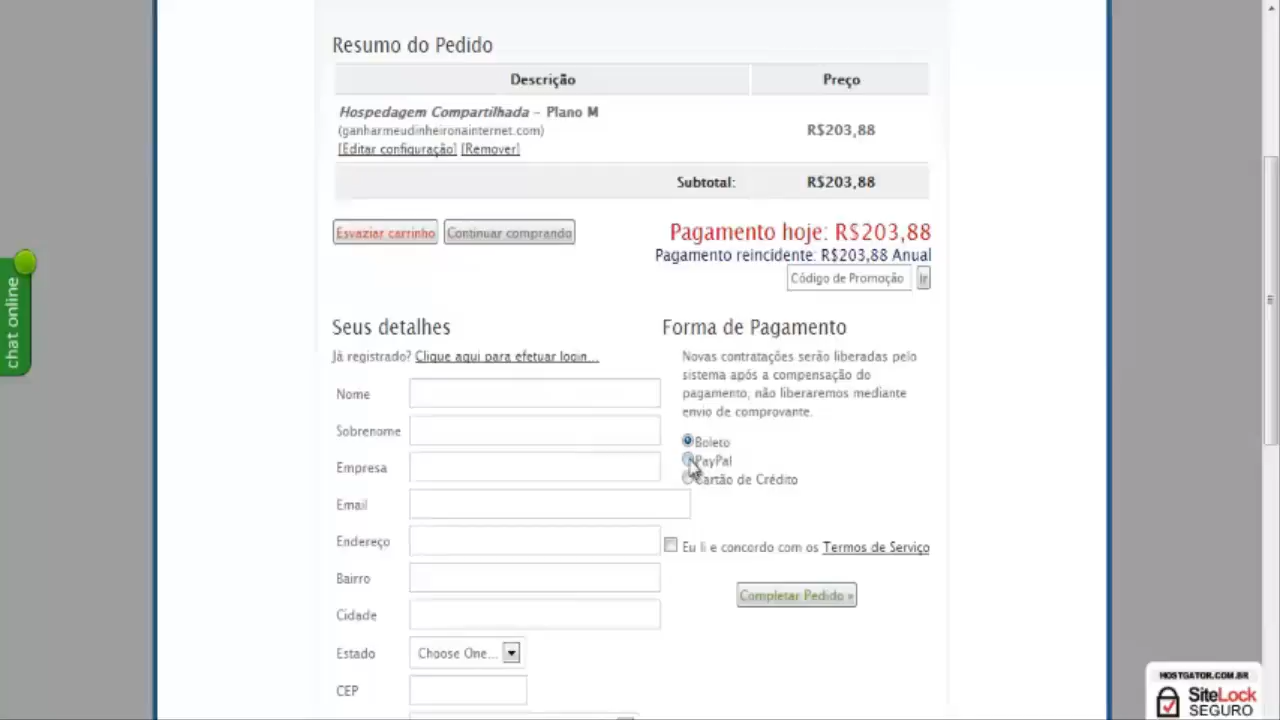 Resumo do Pedido
Descrição Preço
Hospedagem Compartilhada - Plano M
(ganharmeudinheironainternet.com) R$203,88
[Editar configuração] [Remover]
Subtotal: R$203,88
Esvaziar carrinho Continuar comprando Pagamento hoje: R$203,88
Pagamento reincidente: R$203,88 Anual
Código de Promoção Ir
chat online
Seus detalhes Forma de Pagamento
Já registrado? Clique aqui para efetuar login...
Novas contratações serão liberadas pelo
sistema após a compensação do
pagamento, não liberaremos mediante
envio de comprovante.
Nome
Sobrenome
Boleto
PayPal
Empresa
Cartão de Crédito
Email
Endereço
Eu li e concordo com os Termos de Serviço
Bairro
Completar Pedido »
Cidade
Estado Choose One...
CEP
HOSTGATOR.COM.BR
SiteLock
SEGURO